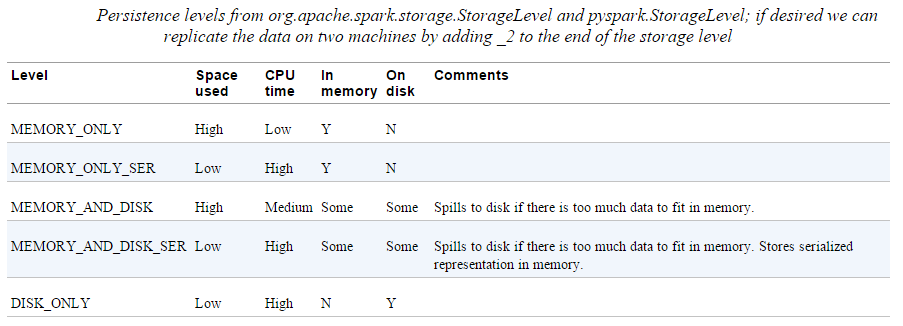 Persistence levels from org.apache.spark.storage.StorageLevel and pyspark.StorageLevel; if desired we can
replicate the data on two machines by adding _2 to the end of the storage level
Level Space used CPU time In memory On disk Comments
MEMORY_ONLY High Low Y N
MEMORY_ONLY_SER Low High Y N
MEMORY_AND_DISK High Medium Some Some Spills to disk if there is too much data to fit in memory.
MEMORY_AND_DISK_SER Low High Some Some Spills to disk if there is too much data to fit in memory. Stores serialized
representation in memory.
DISK_ONLY Low High N Y